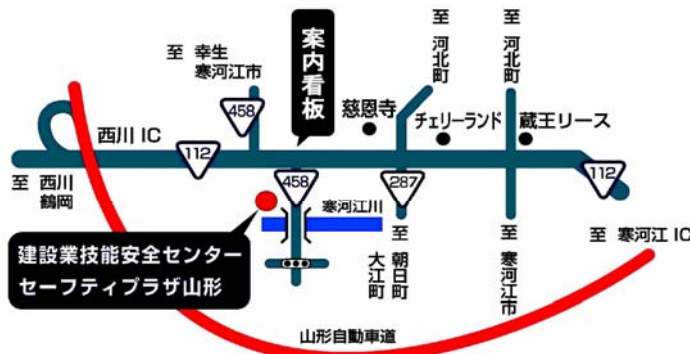 至 幸生
寒河江市
458
案内看板
慈恩寺
至 河北町
チェリーランド
至 河北町
蔵王リース
西川 IC
112
至 西川
鶴岡
458
寒河江川
287
112
至 寒河江 IC
建設業技能安全センター
セーフティプラザ山形
至 朝日町
大江町
至 寒河江市
山形自動車道